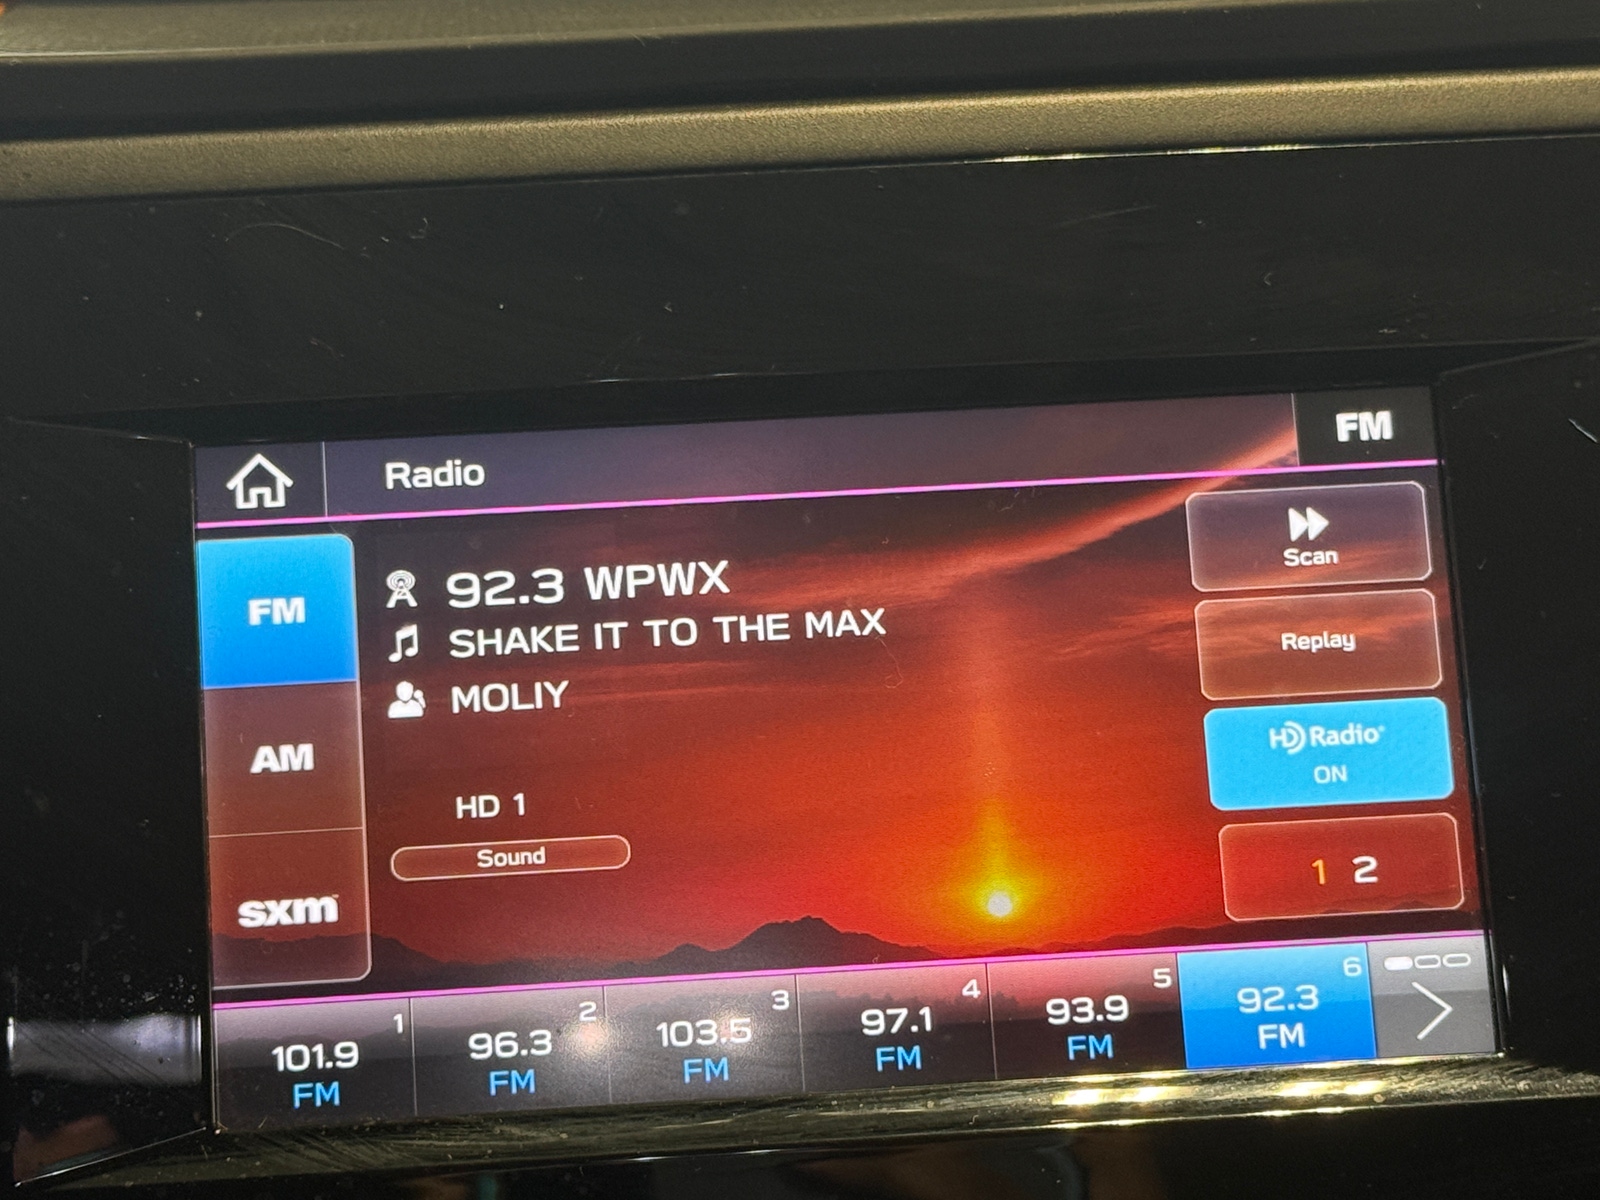 Radio
FM
FM
AM
sxm
92.3 WPWX
SHAKE IT TO THE MAX
MOLIY
HD 1
Sound
Scan
Replay
HD Radio®
ON
1 2
1
101.9
FM
2
96.3
FM
3
103.5
FM
4
97.1
FM
5
93.9
FM
6
92.3
FM